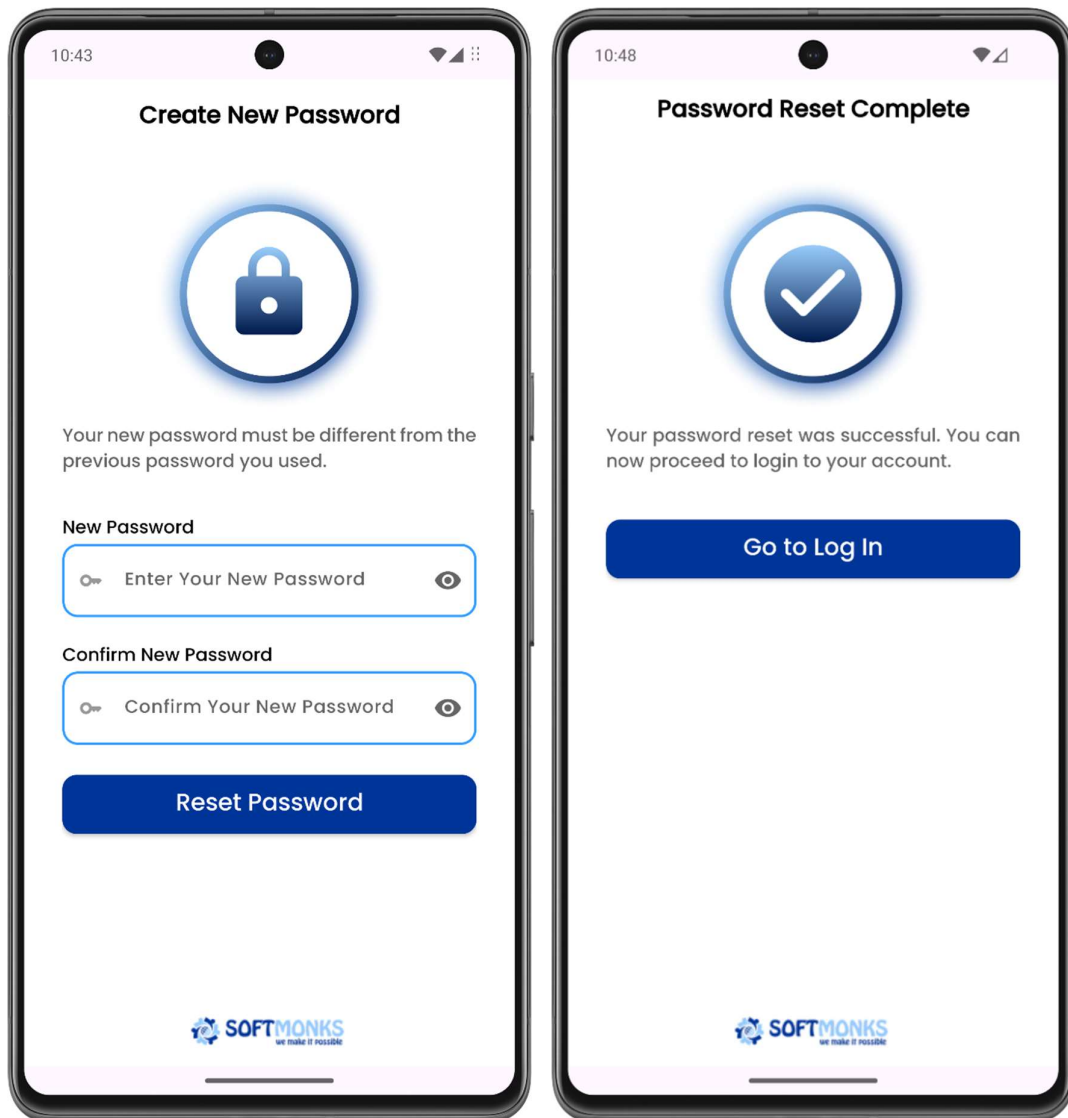 10:43
Create New Password
Your new password must be different from the
previous password you used.
New Password
Enter Your New Password
Confirm New Password
Confirm Your New Password
Reset Password
SOFTMONKS
we make it possible
10:48
Password Reset Complete
Your password reset was successful. You can
now proceed to login to your account.
Go to Log In
SOFTMONKS
we make it possible